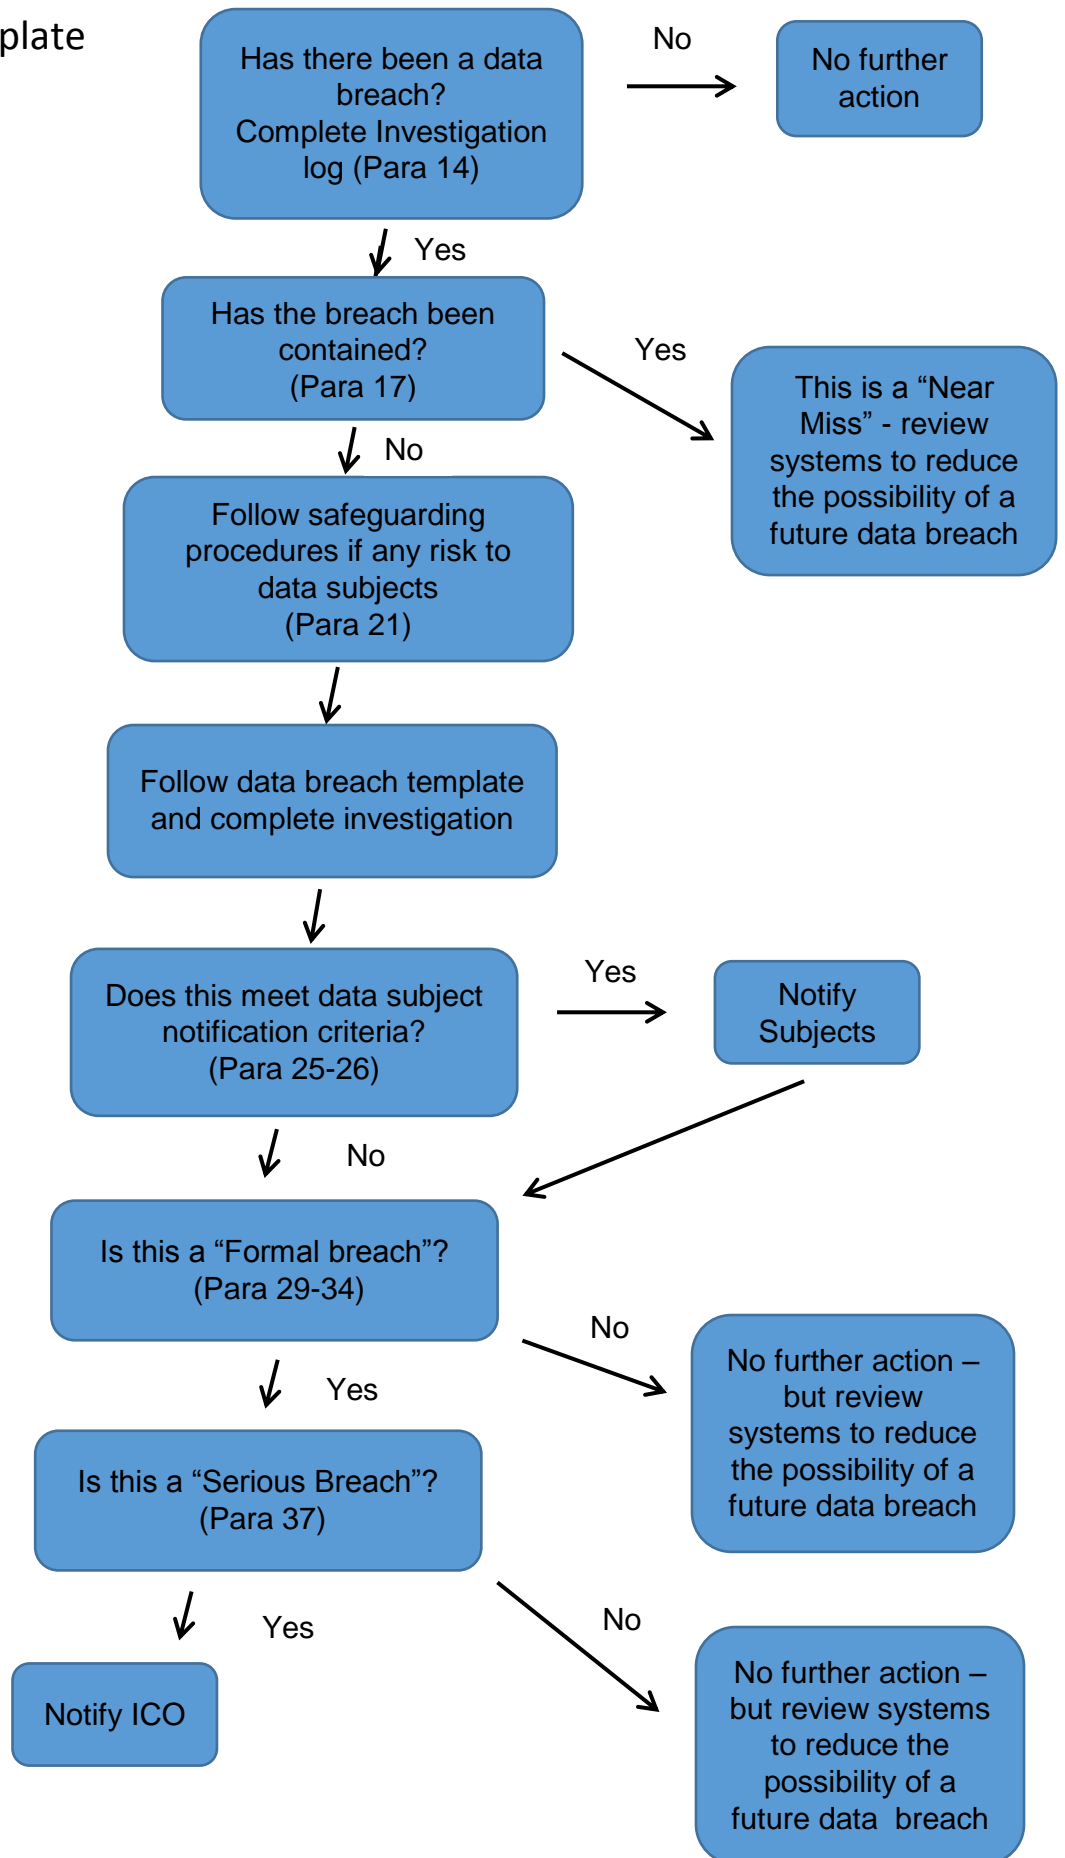 plate
Has there been a data
breach?
Complete Investigation
log (Para 14)
No
No further
action
Yes
Has the breach been
contained?
(Para 17)
Yes
This is a “Near
Miss” - review
systems to reduce
the possibility of a
future data breach
No
Follow safeguarding
procedures if any risk to
data subjects
(Para 21)
Follow data breach template
and complete investigation
Does this meet data subject
notification criteria?
(Para 25-26)
Yes
Notify
Subjects
No
Is this a “Formal breach”?
(Para 29-34)
No
No further action –
but review
systems to reduce
the possibility of a
future data breach
Yes
Is this a “Serious Breach”?
(Para 37)
Yes
No
No further action –
but review systems
to reduce the
possibility of a
future data  breach
Notify ICO